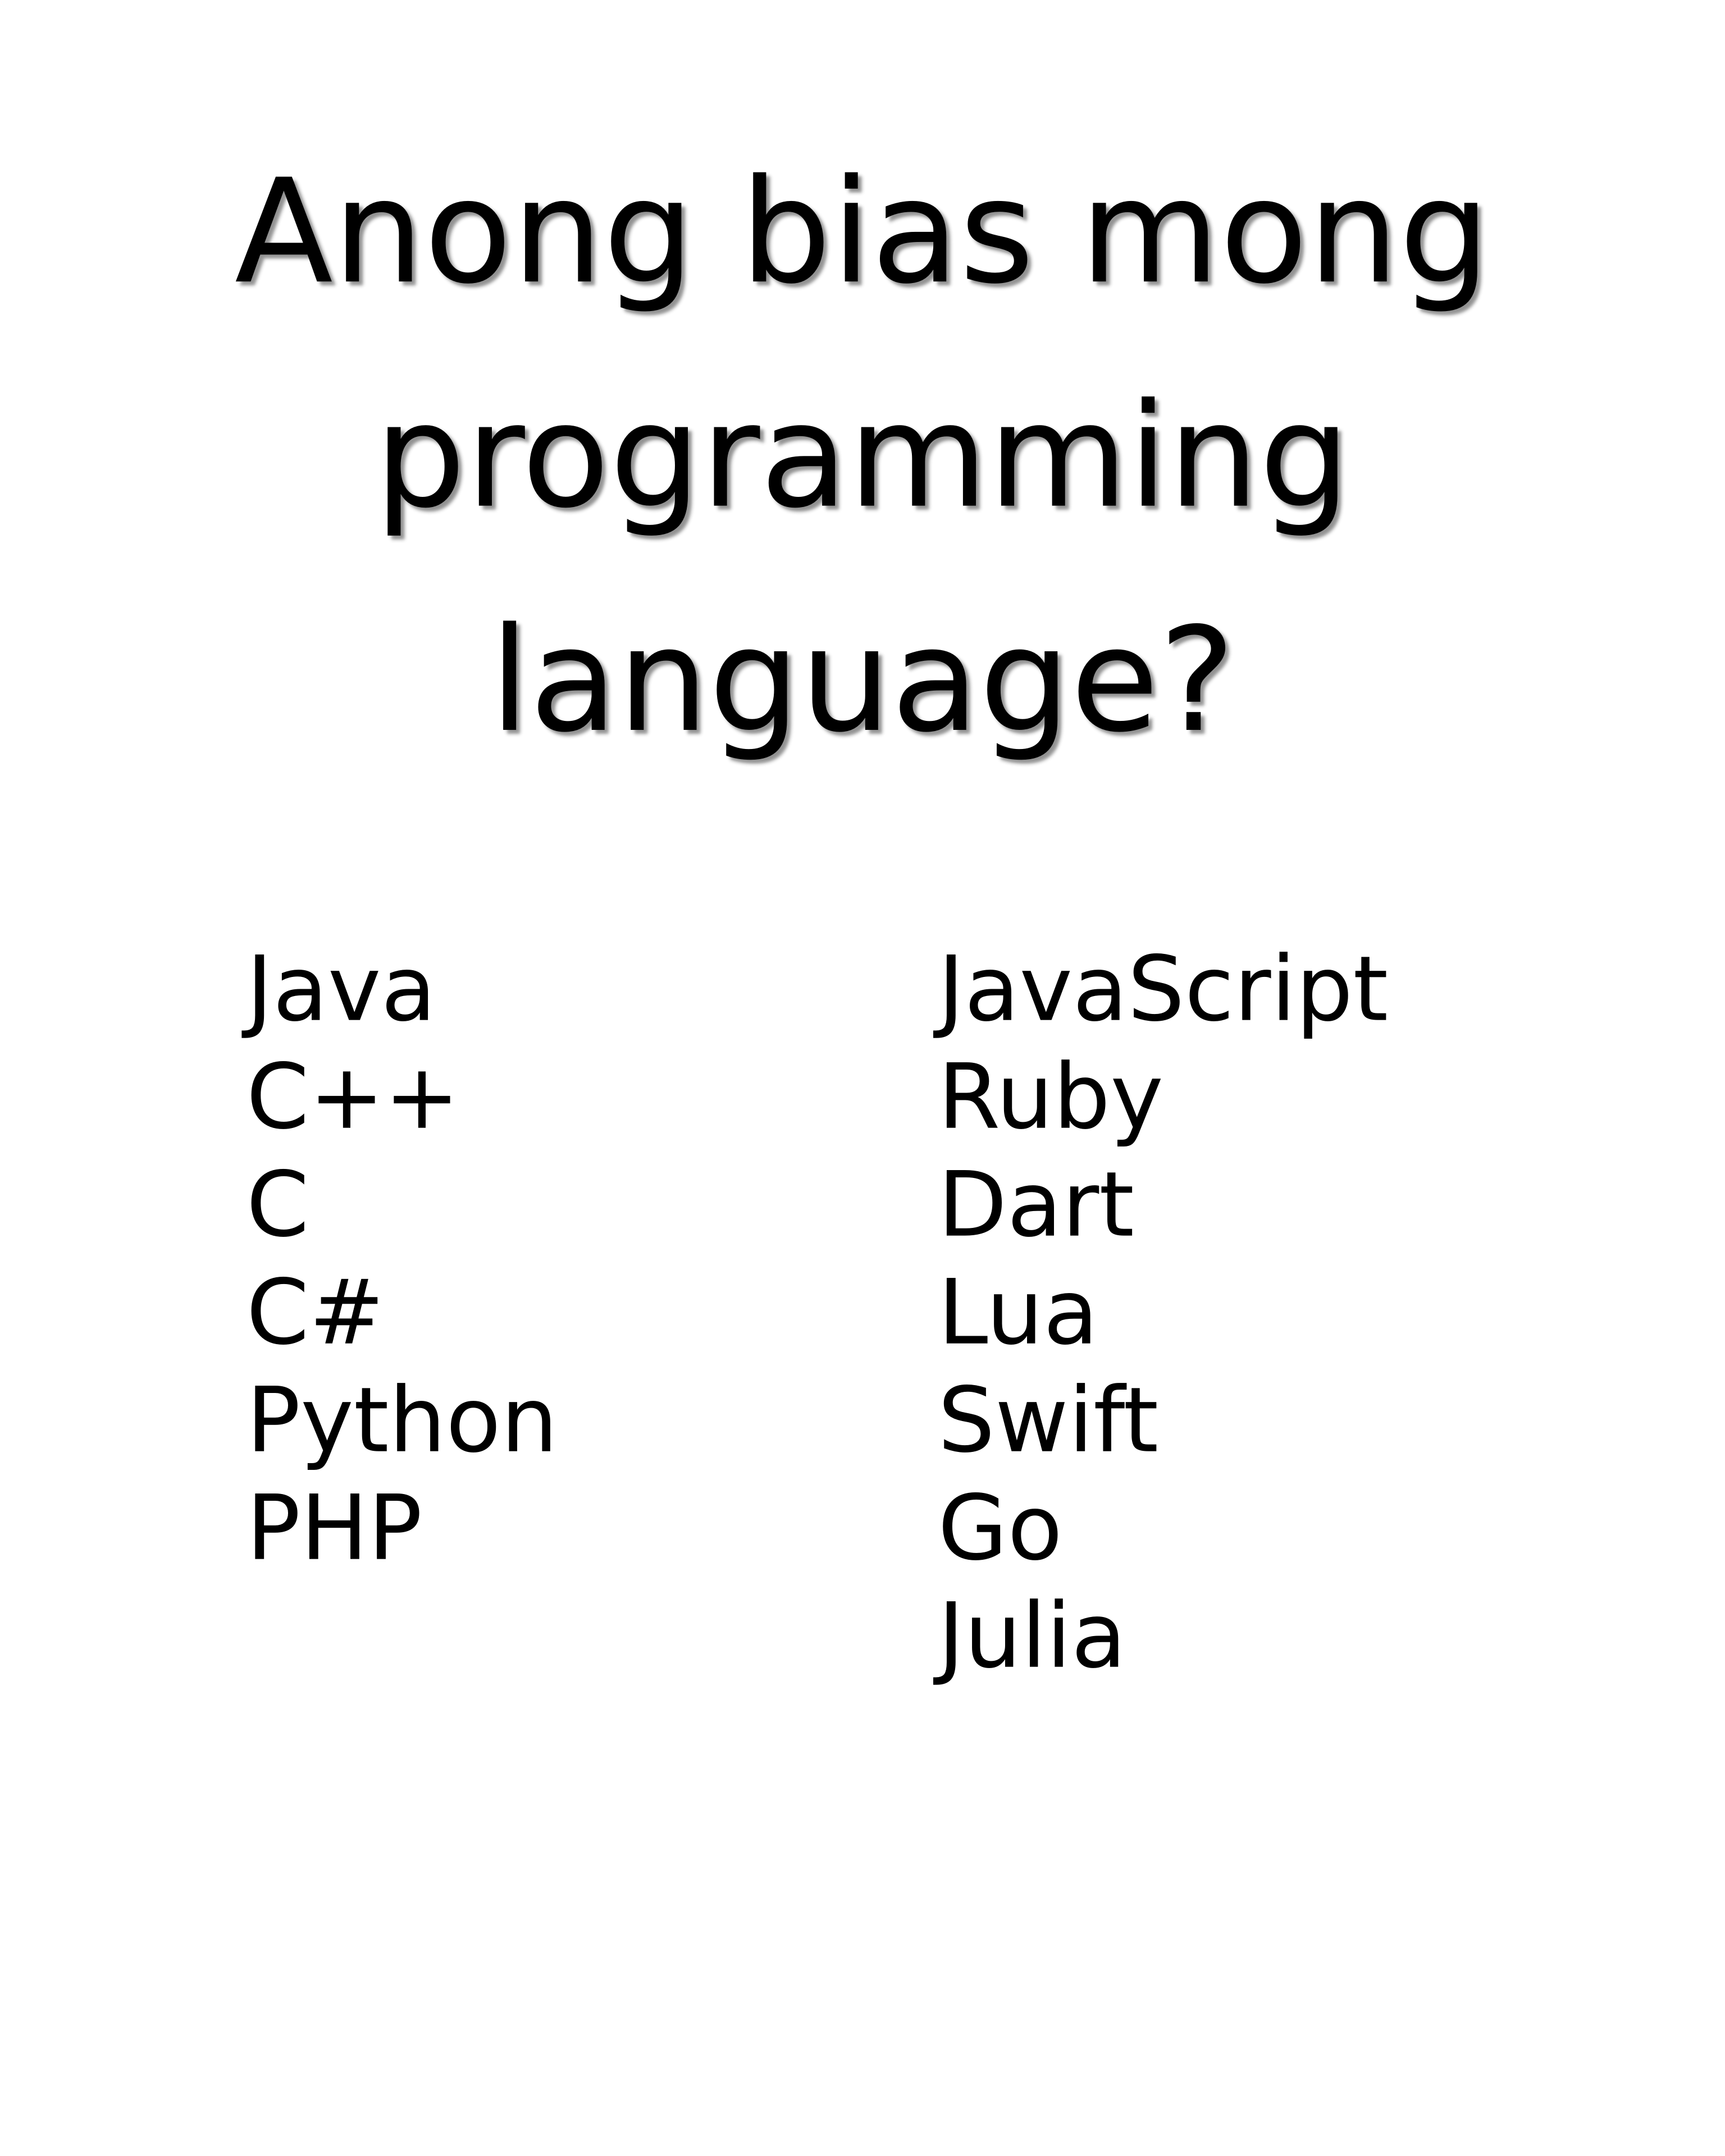 Anong bias mong
programming
language?
Java
C++
C
C#
Python
PHP
JavaScript
Ruby
Dart
Lua
Swift
Go
Julia